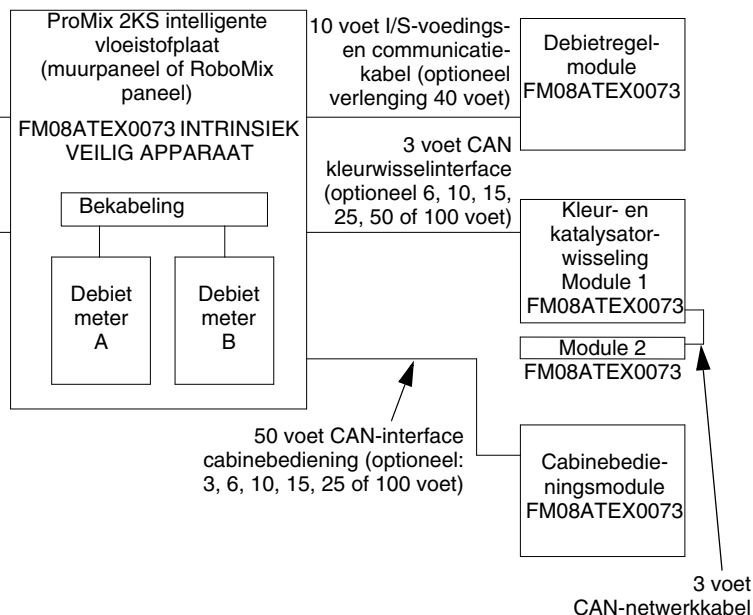 ProMix 2KS intelligente
vloeistofplaat
(muurpaneel of RoboMix
paneel)
FM08ATEX0073 INTRINSIEK
VEILIG APPARAAT
Bekabeling
Debiet
meter
A
Debiet
meter
B
10 voet I/S-voedings-
en communicatie-
kabel (optioneel
verlenging 40 voet)
Debietregel-
module
FM08ATEX0073
3 voet CAN
kleurwisselinterface
(optioneel 6, 10, 15,
25, 50 of 100 voet)
Kleur- en
katalysator-
wisseling
Module 1
FM08ATEX0073
Module 2
FM08ATEX0073
50 voet CAN-interface
cabinebediening (optioneel:
3, 6, 10, 15, 25 of 100 voet)
Cabinebedie-
ningsmodule
FM08ATEX0073
3 voet
CAN-netwerkkabel